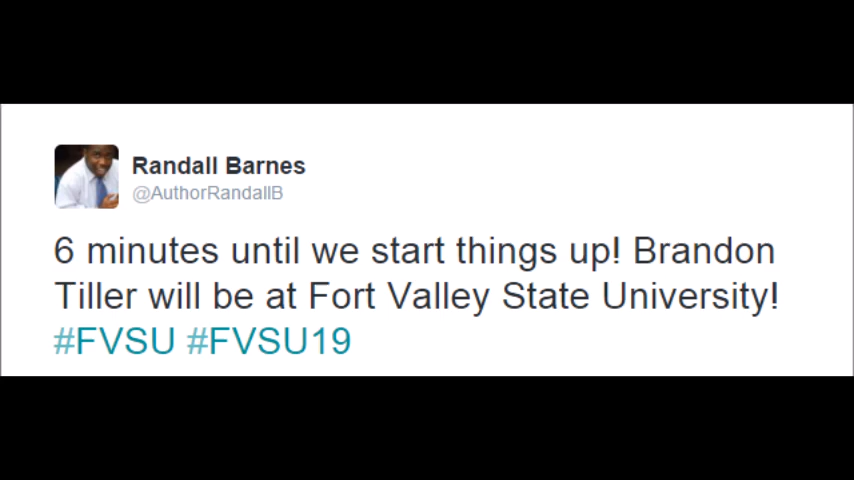 Randall Barnes
@AuthorRandallB
6 minutes until we start things up! Brandon
Tiller will be at Fort Valley State University!
#FVSU #FVSU19